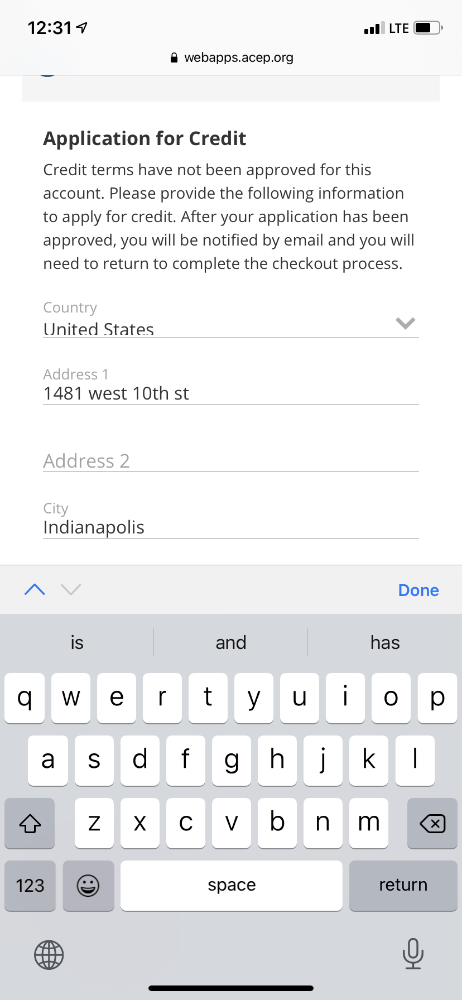 12:31
LTE
webapps.acep.org
Application for Credit
Credit terms have not been approved for this
account. Please provide the following information
to apply for credit. After your application has been
approved, you will be notified by email and you will
need to return to complete the checkout process.
Country
United States
Address 1
1481 west 10th st
Address 2
City
Indianapolis
Done
is and has
q w e r t y u i o p
a s d f g h j k l
z x c v b n m
123 space return